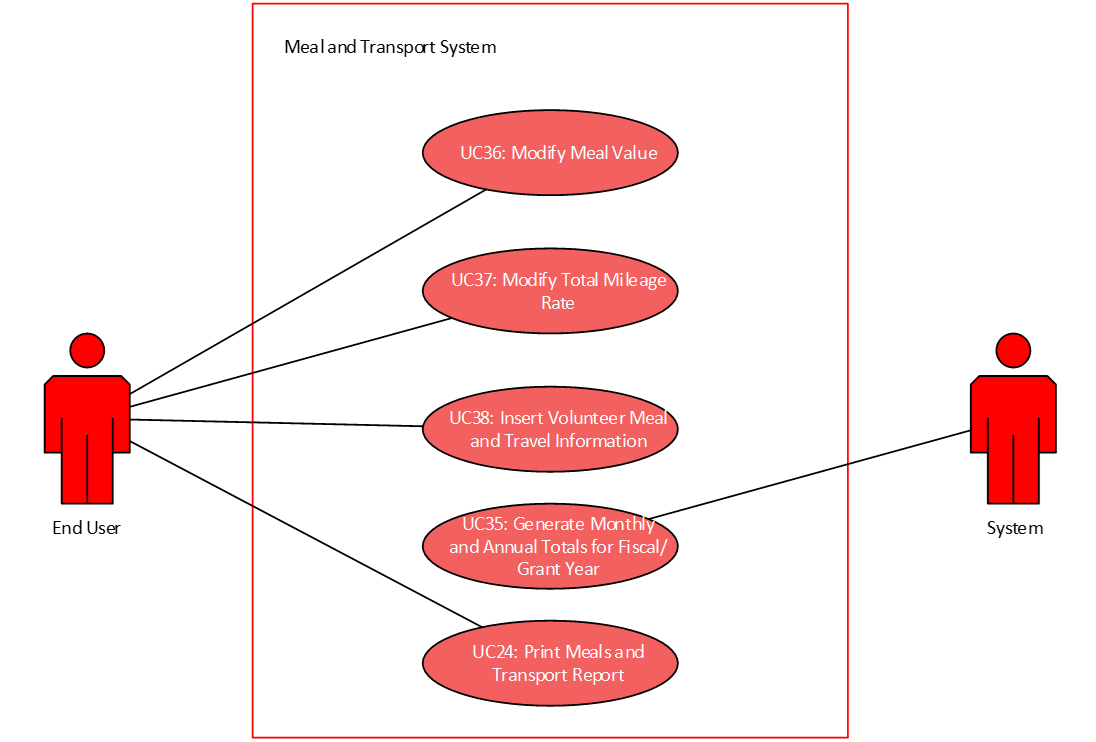 Meal and Transport System
UC36: Modify Meal Value
UC37: Modify Total Mileage
Rate
UC38: Insert Volunteer Meal
and Travel Information
UC35: Generate Monthly
and Annual Totals for Fiscal/
Grant Year
UC24: Print Meals and
Transport Report
End User
System